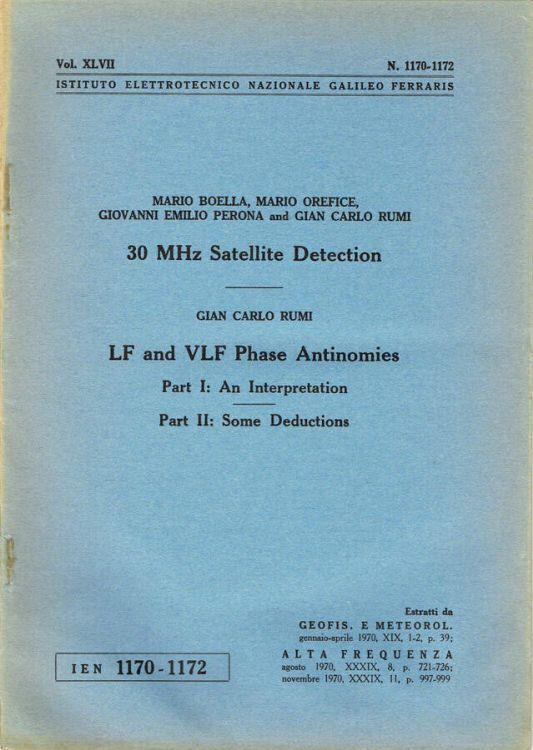 Vol. XLVII N. 1170-1172
ISTITUTO ELETTROTECNICO NAZIONALE GALILEO FERRARIS
MARIO BOELLA, MARIO OREFICE,
GIOVANNI EMILIO PERONA and GIAN CARLO RUMI
30 MHz Satellite Detection
GIAN CARLO RUMI
LF and VLF Phase Antinomies
Part I: An Interpretation
Part II: Some Deductions
Estratti da
GEOFIS. E METEOROL.
gennaio-aprile 1970, XIX, 1-2, p. 39;
ALTA FREQUENZA
agosto 1970, XXXIX, 8, p. 721-726;
novembre 1970, XXXIX, 11, p. 997-999
IEN 1170-1172